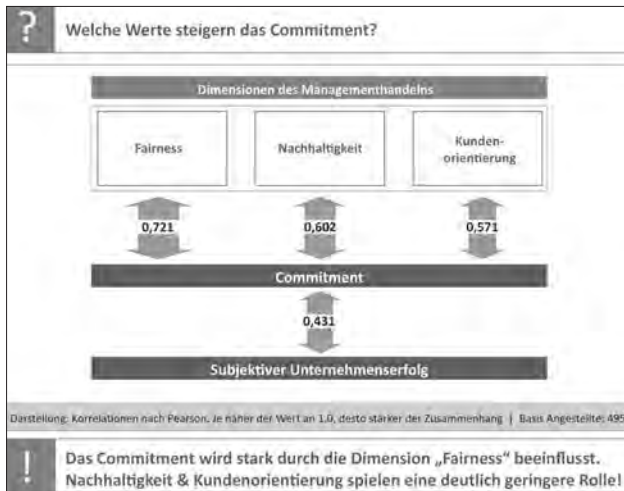 ?
Welche Werte steigern das Commitment?
Dimensionen des Managementhandelns
Fairness
Nachhaltigkeit
Kunden-
orientierung
0,721
0,602
0,571
Commitment
0,431
Subjektiver Unternehmenserfolg
Darstellung: Korrelationen nach Pearson. Je näher der Wert an 1.0, desto stärker der Zusammenhang | Basis Angestellte: 495
!
Das Commitment wird stark durch die Dimension „Fairness" beeinflusst.
Nachhaltigkeit & Kundenorientierung spielen eine deutlich geringere Rolle!